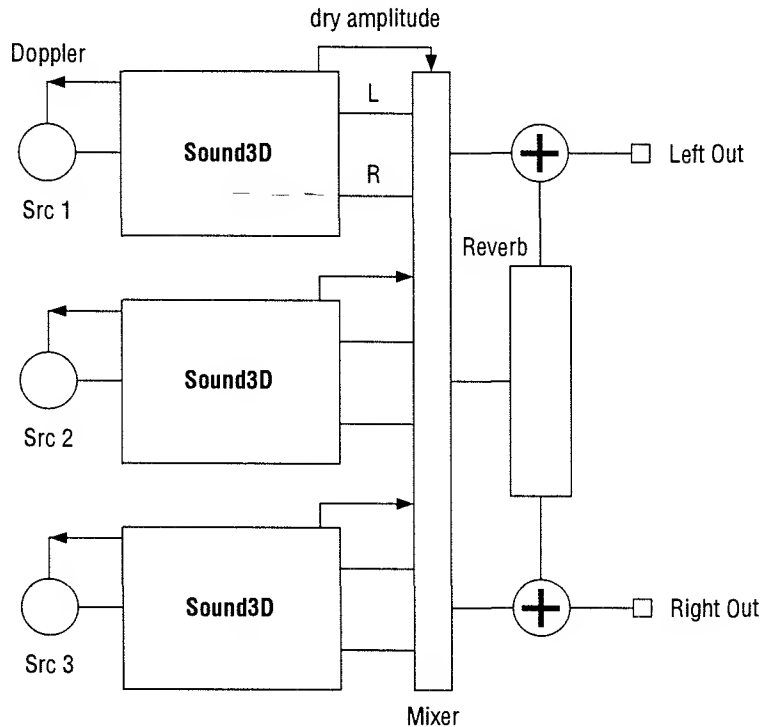 dry amplitude
Doppler
L
Sound3D
R
Src 1
Left Out
Reverb
Sound3D
Src 2
Sound3D
Src 3
Right Out
Mixer